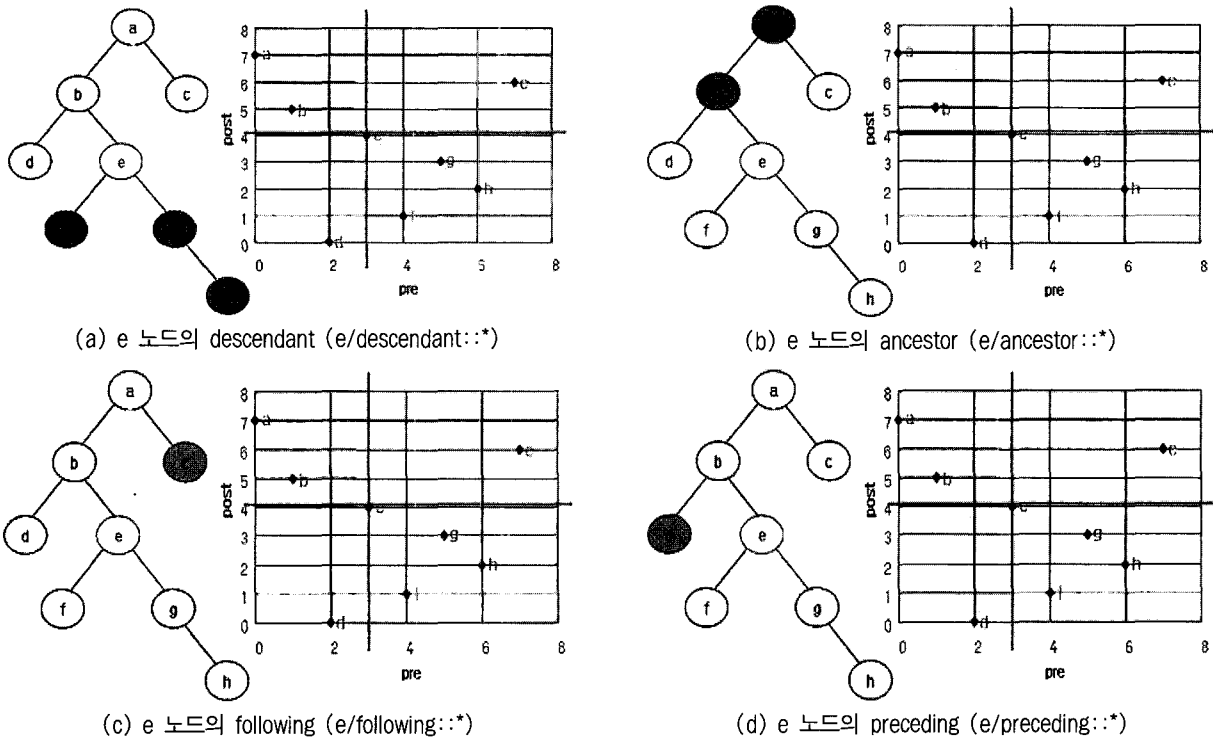 a
b c
d e
8
7
6
5
4
3
2
1
0
post
a
b
e
g
h
d
0 2 4 6 8
pre
(a) e 노드의 descendant (e/descendant::*)
c
d e
f g
h
8
7
6
5
4
3
2
1
0
post
a
b
e
g
h
d
0 2 4 6 8
pre
(b) e 노드의 ancestor (e/ancestor::*)
a
b c
d e
f g
h
8
7
6
5
4
3
2
1
0
post
a
b
e
g
h
d
0 2 4 6 8
pre
(c) e 노드의 following (e/following::*)
a
b c
e
f g
h
8
7
6
5
4
3
2
1
0
post
a
b
e
g
h
d
0 2 4 6 8
pre
(d) e 노드의 preceding (e/preceding::*)